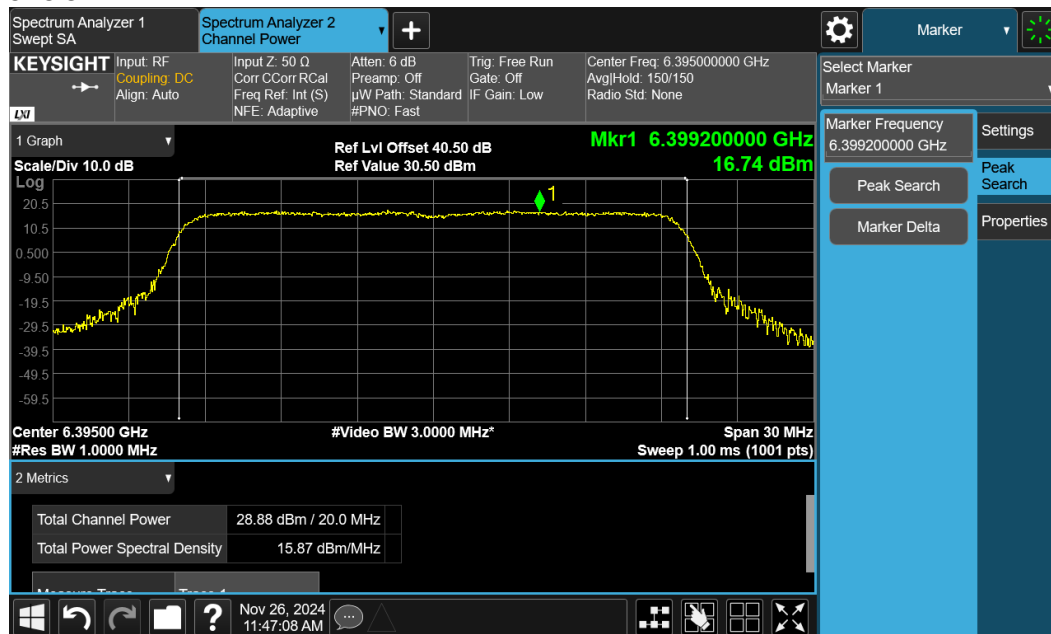 Spectrum Analyzer 1
Swept SA
Spectrum Analyzer 2
Channel Power
+
Marker
KEYSIGHT
LXI
Input: RF
Coupling: DC
Align: Auto
Input Z: 50 Ω
Corr CCorr RCal
Freq Ref: Int (S)
NFE: Adaptive
Atten: 6 dB
Preamp: Off
µW Path: Standard
#PNO: Fast
Trig: Free Run
Gate: Off
IF Gain: Low
Center Freq: 6.395000000 GHz
Avg|Hold: 150/150
Radio Std: None
Select Marker
Marker 1
Marker Frequency
6.399200000 GHz
Peak Search
Marker Delta
Settings
Peak
Search
Properties
1 Graph
Scale/Div 10.0 dB
Ref Lvl Offset 40.50 dB
Ref Value 30.50 dBm
Mkr1 6.399200000 GHz
16.74 dBm
Log
20.5
10.5
0.500
-9.50
-19.5
-29.5
-39.5
-49.5
-59.5
1
Center 6.39500 GHz
#Res BW 1.0000 MHz
#Video BW 3.0000 MHz*
Span 30 MHz
Sweep 1.00 ms (1001 pts)
2 Metrics
Total Channel Power 28.88 dBm / 20.0 MHz
Total Power Spectral Density 15.87 dBm/MHz
?
Nov 26, 2024
11:47:08 AM